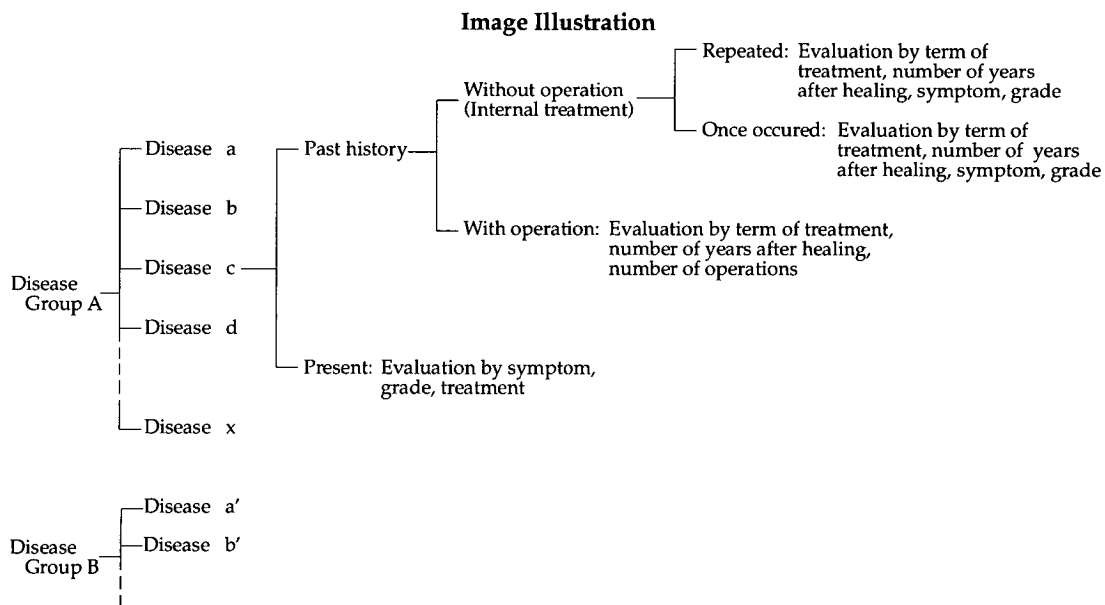 Image Illustration
Repeated: Evaluation by term of
treatment, number of years
after healing, symptom, grade
Without operation
(Internal treatment)
Once occured: Evaluation by term of
treatment, number of years
after healing, symptom, grade
Disease a
Past history
Disease b
With operation: Evaluation by term of treatment,
number of years after healing,
number of operations
Disease c
Disease
Group A
Disease d
Present: Evaluation by symptom,
grade, treatment
Disease x
Disease a′
Disease b′
Disease
Group B